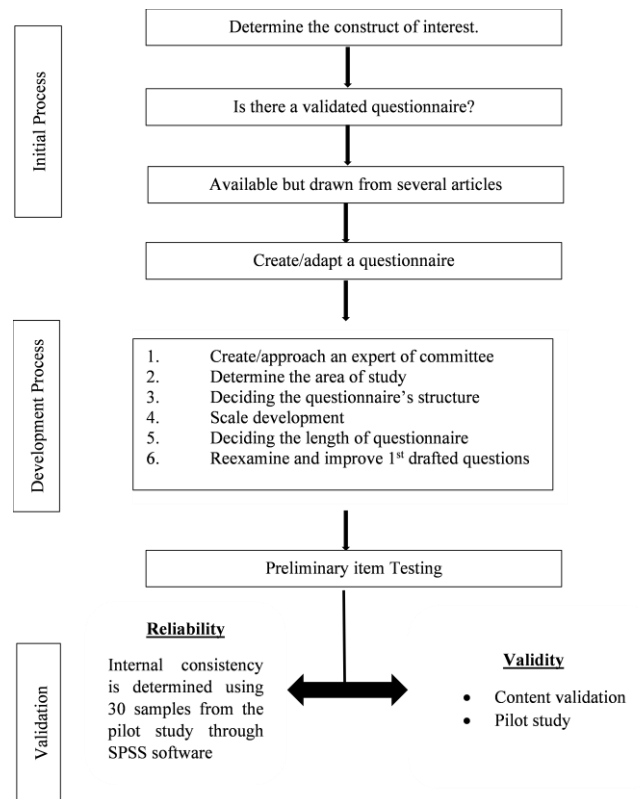 Initial Process
Determine the construct of interest.
Is there a validated questionnaire?
Available but drawn from several articles
Create/adapt a questionnaire
Development Process
1. Create/approach an expert of committee
2. Determine the area of study
3. Deciding the questionnaire’s structure
4. Scale development
5. Deciding the length of questionnaire
6. Reexamine and improve 1st drafted questions
Preliminary item Testing
Validation
Reliability
Internal consistency
is determined using
30 samples from the
pilot study through
SPSS software
Validity
• Content validation
• Pilot study